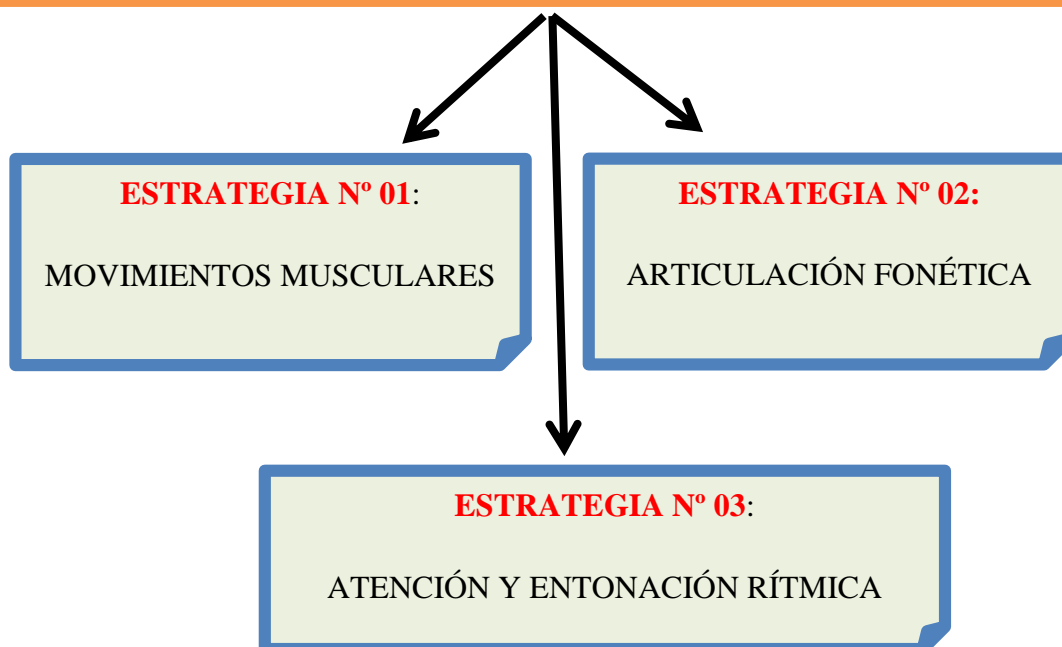 ESTRATEGIA Nº 01:
MOVIMIENTOS MUSCULARES
ESTRATEGIA Nº 02:
ARTICULACIÓN FONÉTICA
ESTRATEGIA Nº 03:
ATENCIÓN Y ENTONACIÓN RÍTMICA